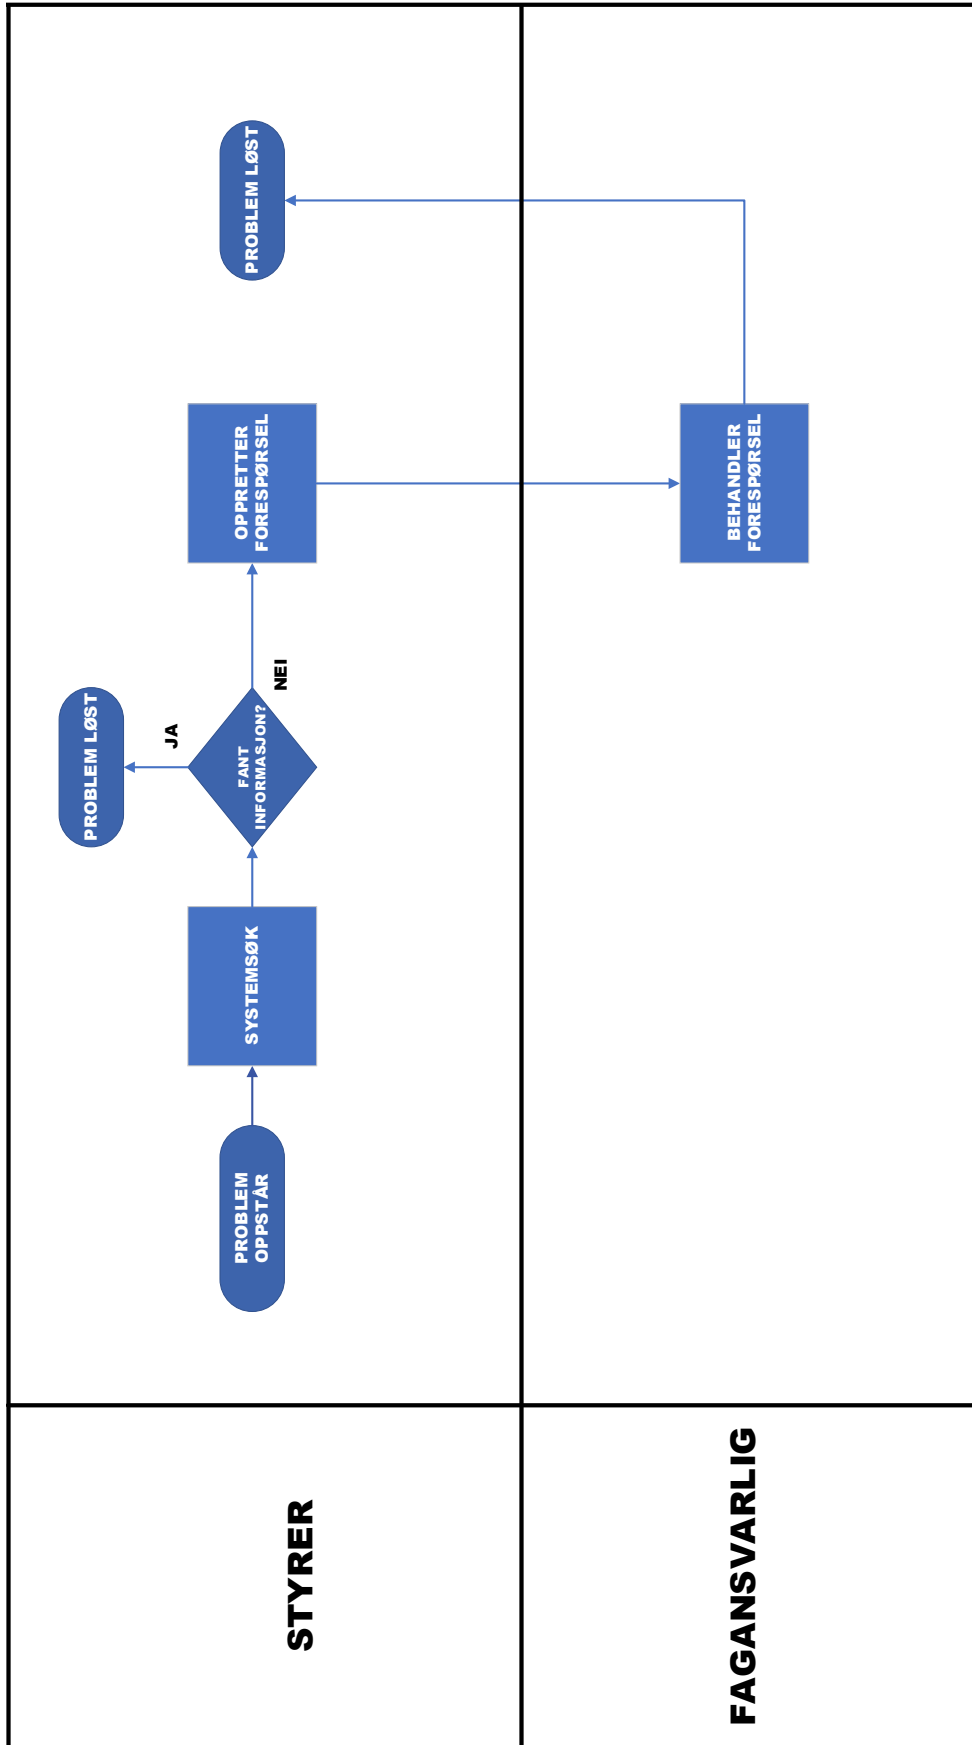 STYRER
PROBLEM
OPPSTÅR
SYSTEMSØK
FANT
INFORMASJON?
JA
PROBLEM LØST
NEI
OPPRETTER
FORESPØRSEL
PROBLEM LØST
FAGANSVARLIG
BEHANDLER
FORESPØRSEL